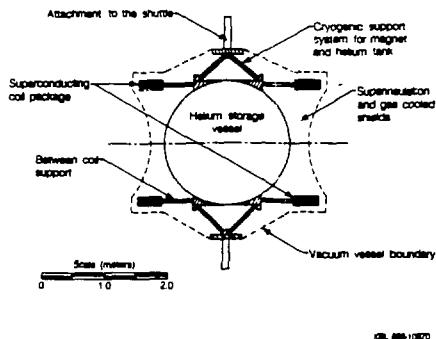 Attachment to the shuttle
Cryogenic support
system for magnet
and helium tank
Superconducting
coil package
Helium storage
vessel
Superinsulation
and gas cooled
shields
Between coil
support
Vacuum vessel boundary
Scale (meters)
0 1.0 2.0